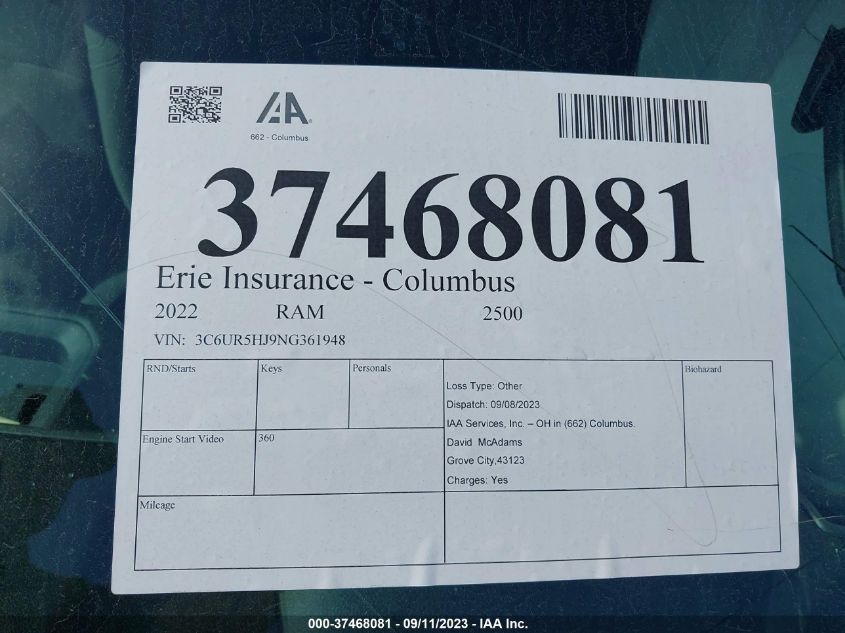 IAA
662 - Columbus
37468081
Erie Insurance - Columbus
2022 RAM 2500
VIN: 3C6UR5HJ9NG361948
RND/Starts Keys Personals Biohazard
Loss Type: Other
Dispatch: 09/08/2023
IAA Services, Inc. – OH in (662) Columbus.
Engine Start Video 360
David McAdams
Grove City,43123
Charges: Yes
Mileage
000-37468081 - 09/11/2023 - IAA Inc.